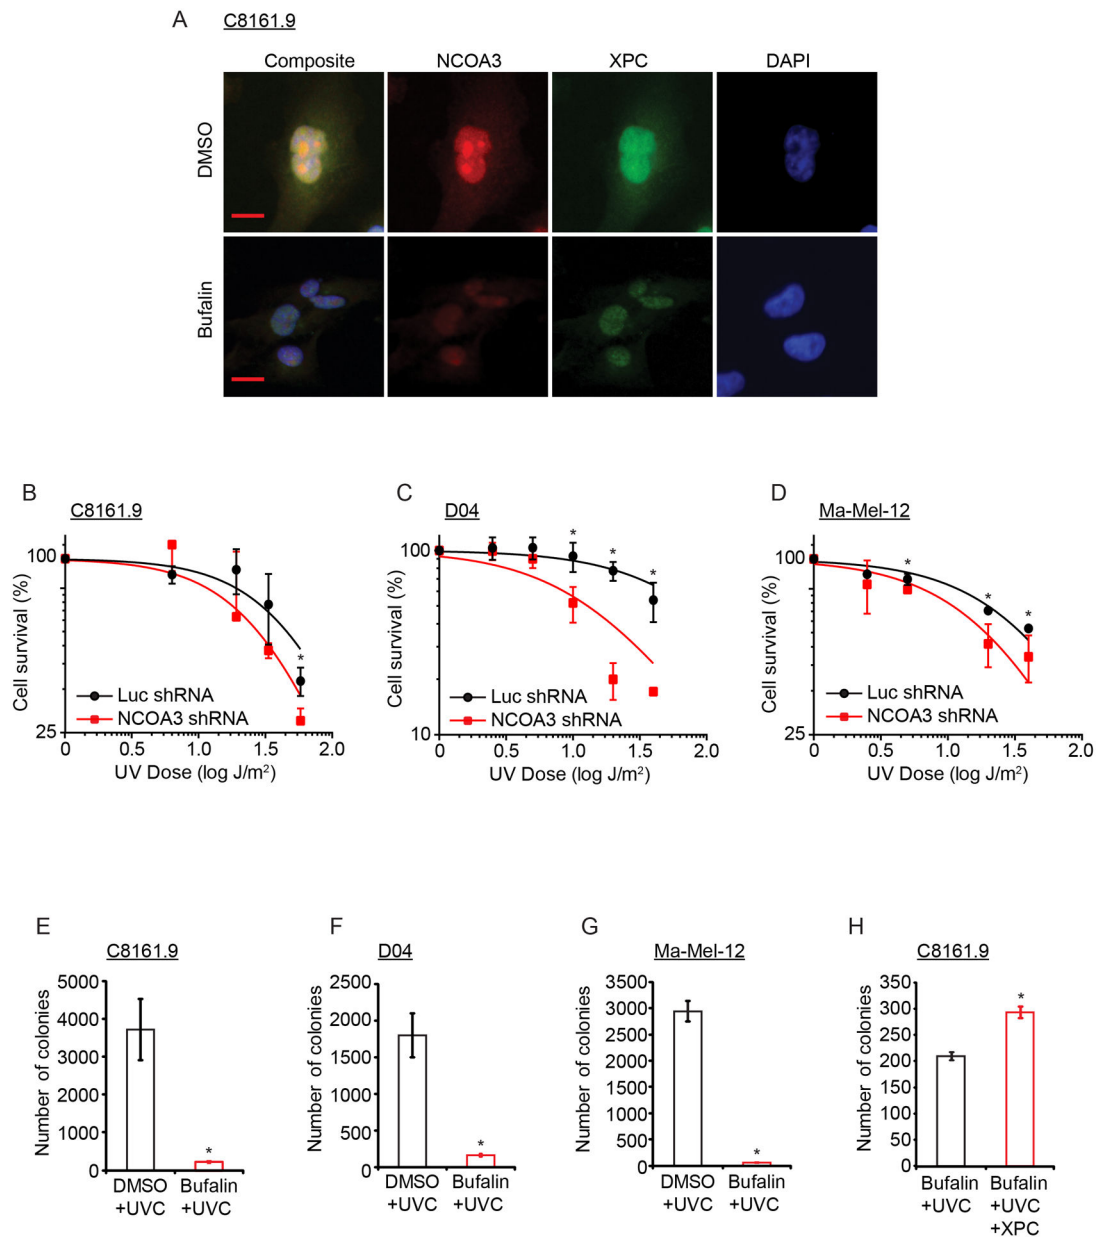 A C8161.9
Composite NCOA3 XPC DAPI
DMSO
Bufalin
B C8161.9
Cell survival (%)
100
25
Luc shRNA
NCOA3 shRNA
0 0.5 1.0 1.5 2.0
UV Dose (log J/m²)
*
C D04
Cell survival (%)
100
10
* * *
Luc shRNA
NCOA3 shRNA
0 0.5 1.0 1.5 2.0
UV Dose (log J/m²)
D Ma-Mel-12
Cell survival (%)
100
25
* * *
Luc shRNA
NCOA3 shRNA
0 0.5 1.0 1.5 2.0
UV Dose (log J/m²)
E C8161.9
Number of colonies
5000
4000
3000
2000
1000
0
*
DMSO Bufalin
+UVC +UVC
F D04
Number of colonies
2500
2000
1500
1000
500
0
*
DMSO Bufalin
+UVC +UVC
G Ma-Mel-12
Number of colonies
3500
3000
2500
2000
1500
1000
500
0
*
DMSO Bufalin
+UVC +UVC
H C8161.9
Number of colonies
350
300
250
200
150
100
50
0
*
Bufalin Bufalin
+UVC +UVC
+XPC